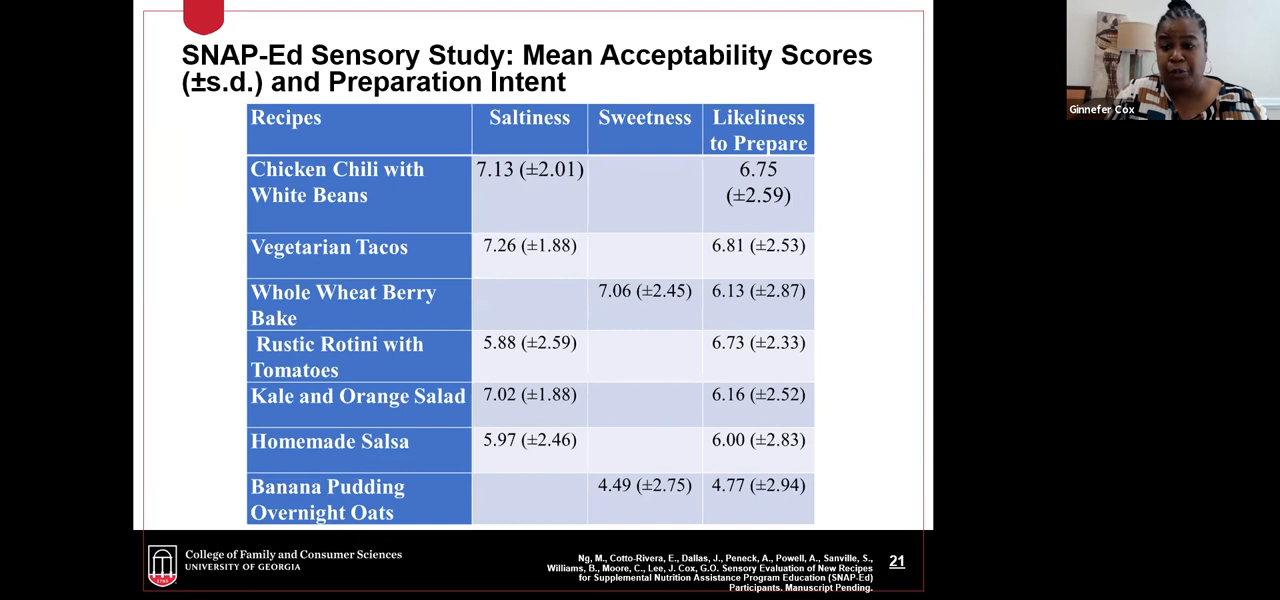 SNAP-Ed Sensory Study: Mean Acceptability Scores
(±s.d.) and Preparation Intent
Recipes Saltiness Sweetness Likeliness
to Prepare
Chicken Chili with 7.13 (±2.01) 6.75
White Beans (±2.59)
Vegetarian Tacos 7.26 (±1.88) 6.81 (±2.53)
Whole Wheat Berry 7.06 (±2.45) 6.13 (±2.87)
Bake
Rustic Rotini with 5.88 (±2.59) 6.73 (±2.33)
Tomatoes
Kale and Orange Salad 7.02 (±1.88) 6.16 (±2.52)
Homemade Salsa 5.97 (±2.46) 6.00 (±2.83)
Banana Pudding 4.49 (±2.75) 4.77 (±2.94)
Overnight Oats
1785
College of Family and Consumer Sciences
UNIVERSITY OF GEORGIA
Ng, M., Cotto-Rivera, E., Dallas, J., Peneck, A., Powell, A., Sanville, S.,
Williams, B., Moore, C., Lee, J. Cox, G.O. Sensory Evaluation of New Recipes
for Supplemental Nutrition Assistance Program Education (SNAP-Ed)
Participants. Manuscript Pending.
21
Ginnefer Cox